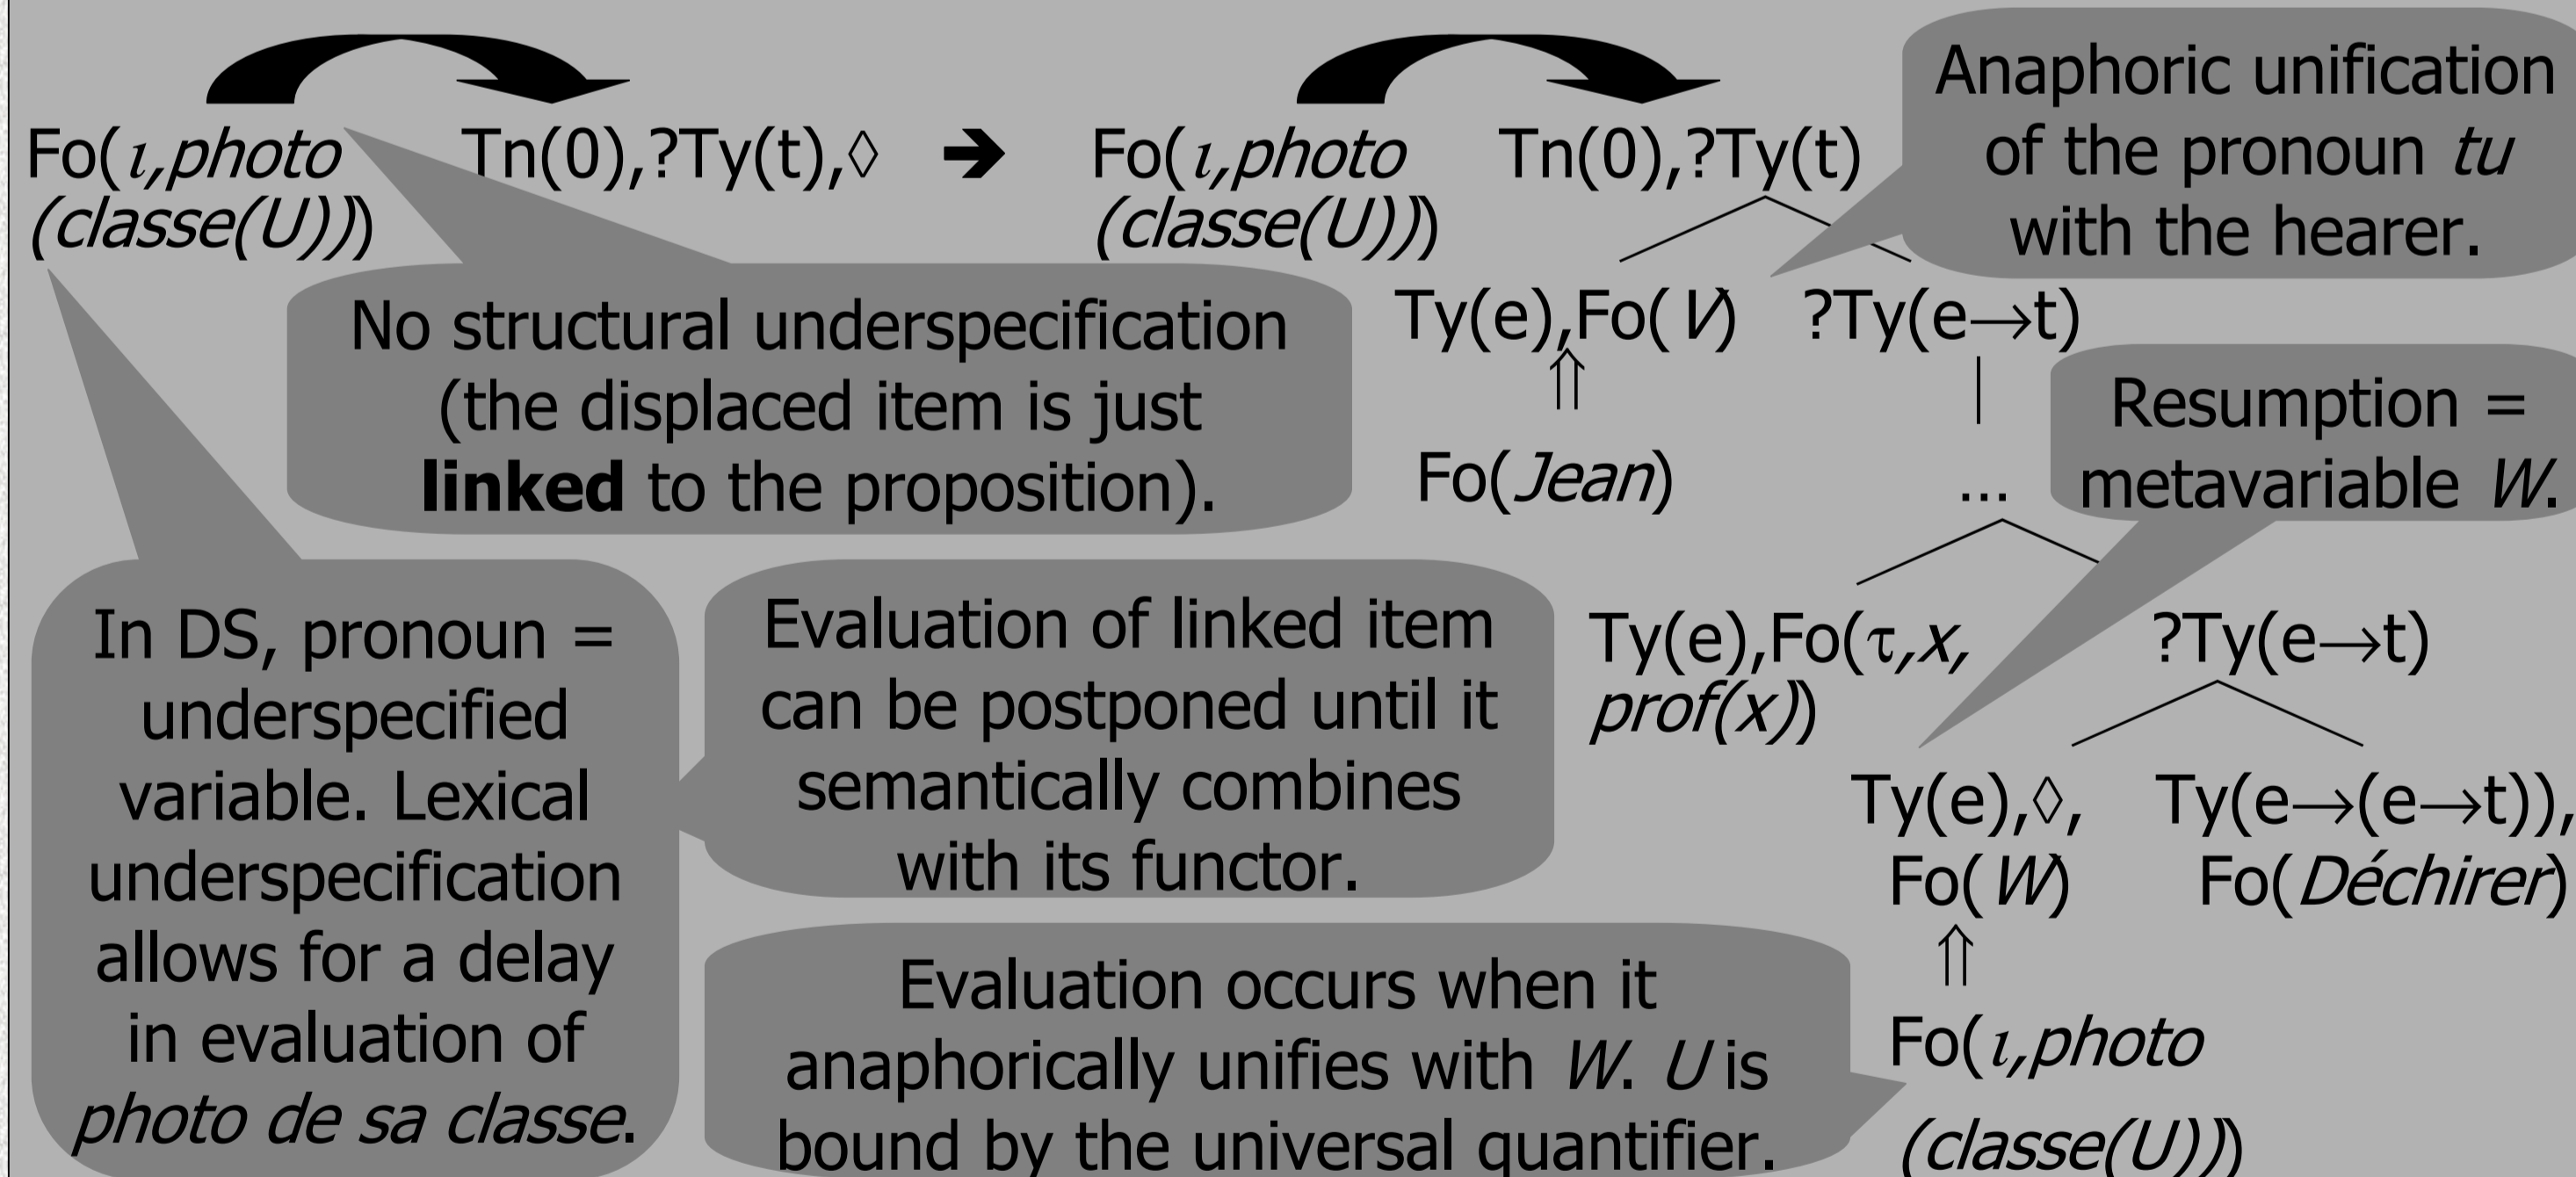 Fo(ι,photo
(classe(U)))
Tn(0),?Ty(t),◊
➔
Fo(ι,photo
(classe(U)))
Tn(0),?Ty(t)
Anaphoric unification
of the pronoun tu
with the hearer.
No structural underspecification
(the displaced item is just
linked to the proposition).
Ty(e),Fo(V)
?Ty(e→t)
⇑
Fo(Jean)
...
Resumption =
metavariable W.
In DS, pronoun =
underspecified
variable. Lexical
underspecification
allows for a delay
in evaluation of
photo de sa classe.
Evaluation of linked item
can be postponed until it
semantically combines
with its functor.
Ty(e),Fo(τ,x,
prof(x))
?Ty(e→t)
Ty(e),◊,
Fo(W)
Ty(e→(e→t)),
Fo(Déchirer)
⇑
Evaluation occurs when it
anaphorically unifies with W. U is
bound by the universal quantifier.
Fo(ι,photo
(classe(U)))